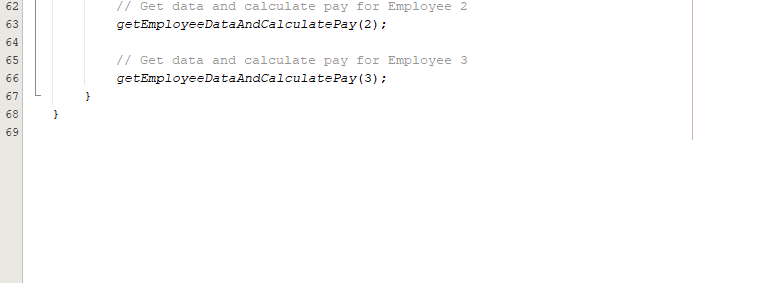 62 // Get data and calculate pay for Employee 2
63 getEmployeeDataAndCalculatePay(2);
64
65 // Get data and calculate pay for Employee 3
66 getEmployeeDataAndCalculatePay(3);
67 }
68 }
69